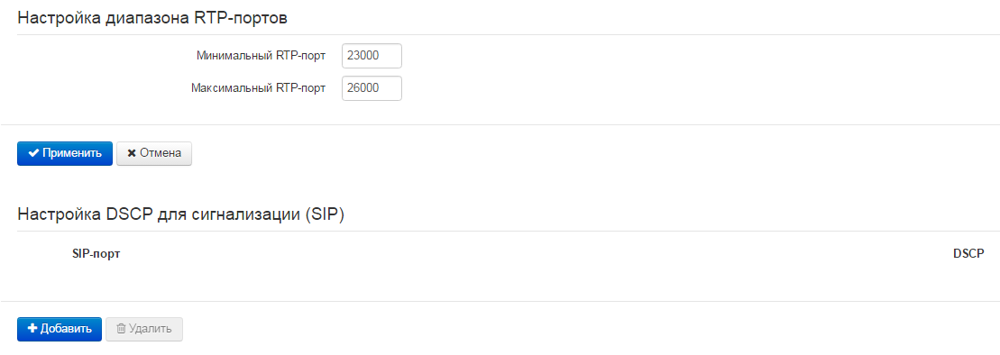 Настройка диапазона RTP-портов
Минимальный RTP-порт 23000
Максимальный RTP-порт 26000
Применить Отмена
Настройка DSCP для сигнализации (SIP)
SIP-порт DSCP
Добавить Удалить